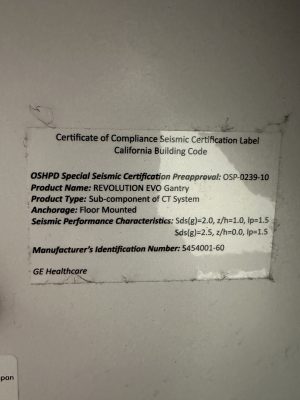 Certificate of Compliance Seismic Certification Label
California Building Code
OSHPD Special Seismic Certification Preapproval: OSP-0239-10
Product Name: REVOLUTION EVO Gantry
Product Type: Sub-component of CT System
Anchorage: Floor Mounted
Seismic Performance Characteristics: Sds(g)=2.0, z/h=1.0, Ip=1.5
Sds(g)=2.5, z/h=0.0, Ip=1.5
Manufacturer's Identification Number: 5454001-60
GE Healthcare
pan